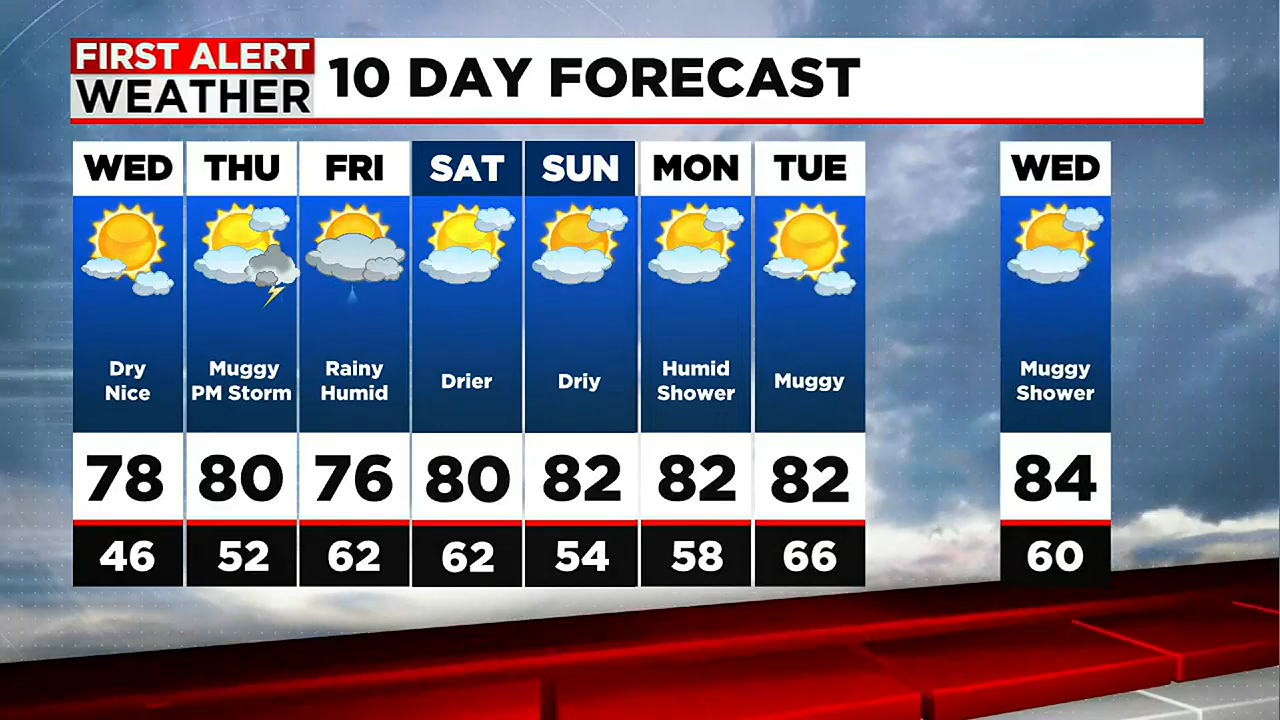 FIRST ALERT
WEATHER
10 DAY FORECAST
WED THU FRI SAT SUN MON TUE WED
Dry
Nice
Muggy
PM Storm
Rainy
Humid
Drier
Driy
Humid
Shower
Muggy
Muggy
Shower
78 80 76 80 82 82 82 84
46 52 62 62 54 58 66 60